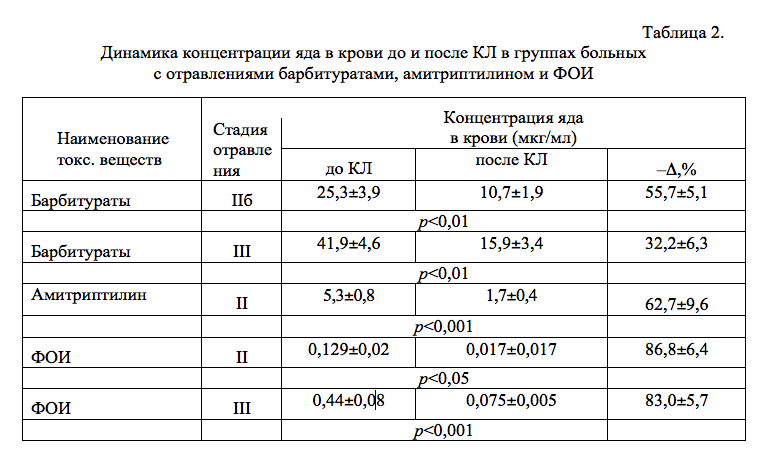 Таблица 2.
Динамика концентрации яда в крови до и после КЛ в группах больных
с отравлениями барбитуратами, амитриптилином и ФОИ
Наименование токс. веществ
Стадия отравле ния
Концентрация яда в крови (мкг/мл)
до КЛ после КЛ –Δ,%
Барбитураты IIб 25,3±3,9 10,7±1,9 55,7±5,1
p<0,01
Барбитураты III 41,9±4,6 15,9±3,4 32,2±6,3
p<0,01
Амитриптилин II 5,3±0,8 1,7±0,4 62,7±9,6
p<0,001
ФОИ II 0,129±0,02 0,017±0,017 86,8±6,4
p<0,05
ФОИ III 0,44±0,08 0,075±0,005 83,0±5,7
p<0,001